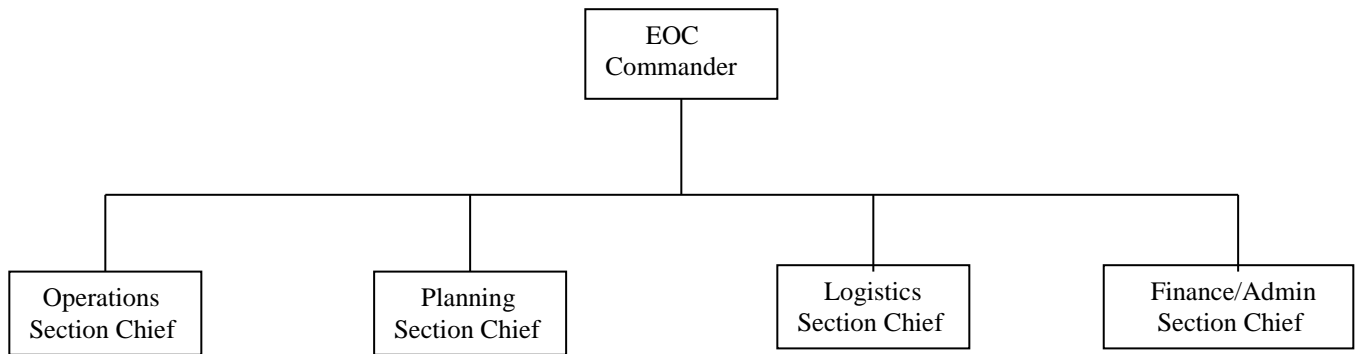 EOC
Commander
Operations
Section Chief
Planning
Section Chief
Logistics
Section Chief
Finance/Admin
Section Chief